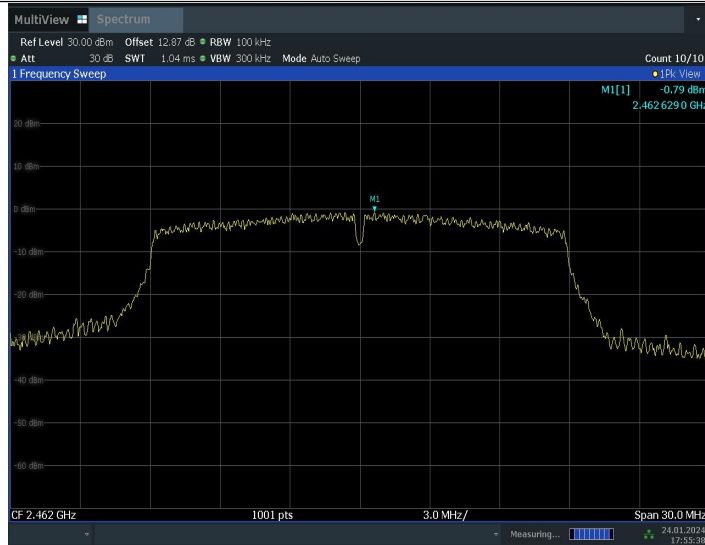 MultiView Spectrum
Ref Level 30.00 dBm Offset 12.87 dB RBW 100 kHz
Att 30 dB SWT 1.04 ms VBW 300 kHz Mode Auto Sweep Count 10/10
1 Frequency Sweep 1Pk View
M1[1] -0.79 dBm
2.4626290 GHz
20 dBm
10 dBm
M1
0 dBm
-10 dBm
-20 dBm
-40 dBm
-50 dBm
-60 dBm
CF 2.462 GHz 1001 pts 3.0 MHz/ Span 30.0 MHz
Measuring... 24.01.2024
17:55:38